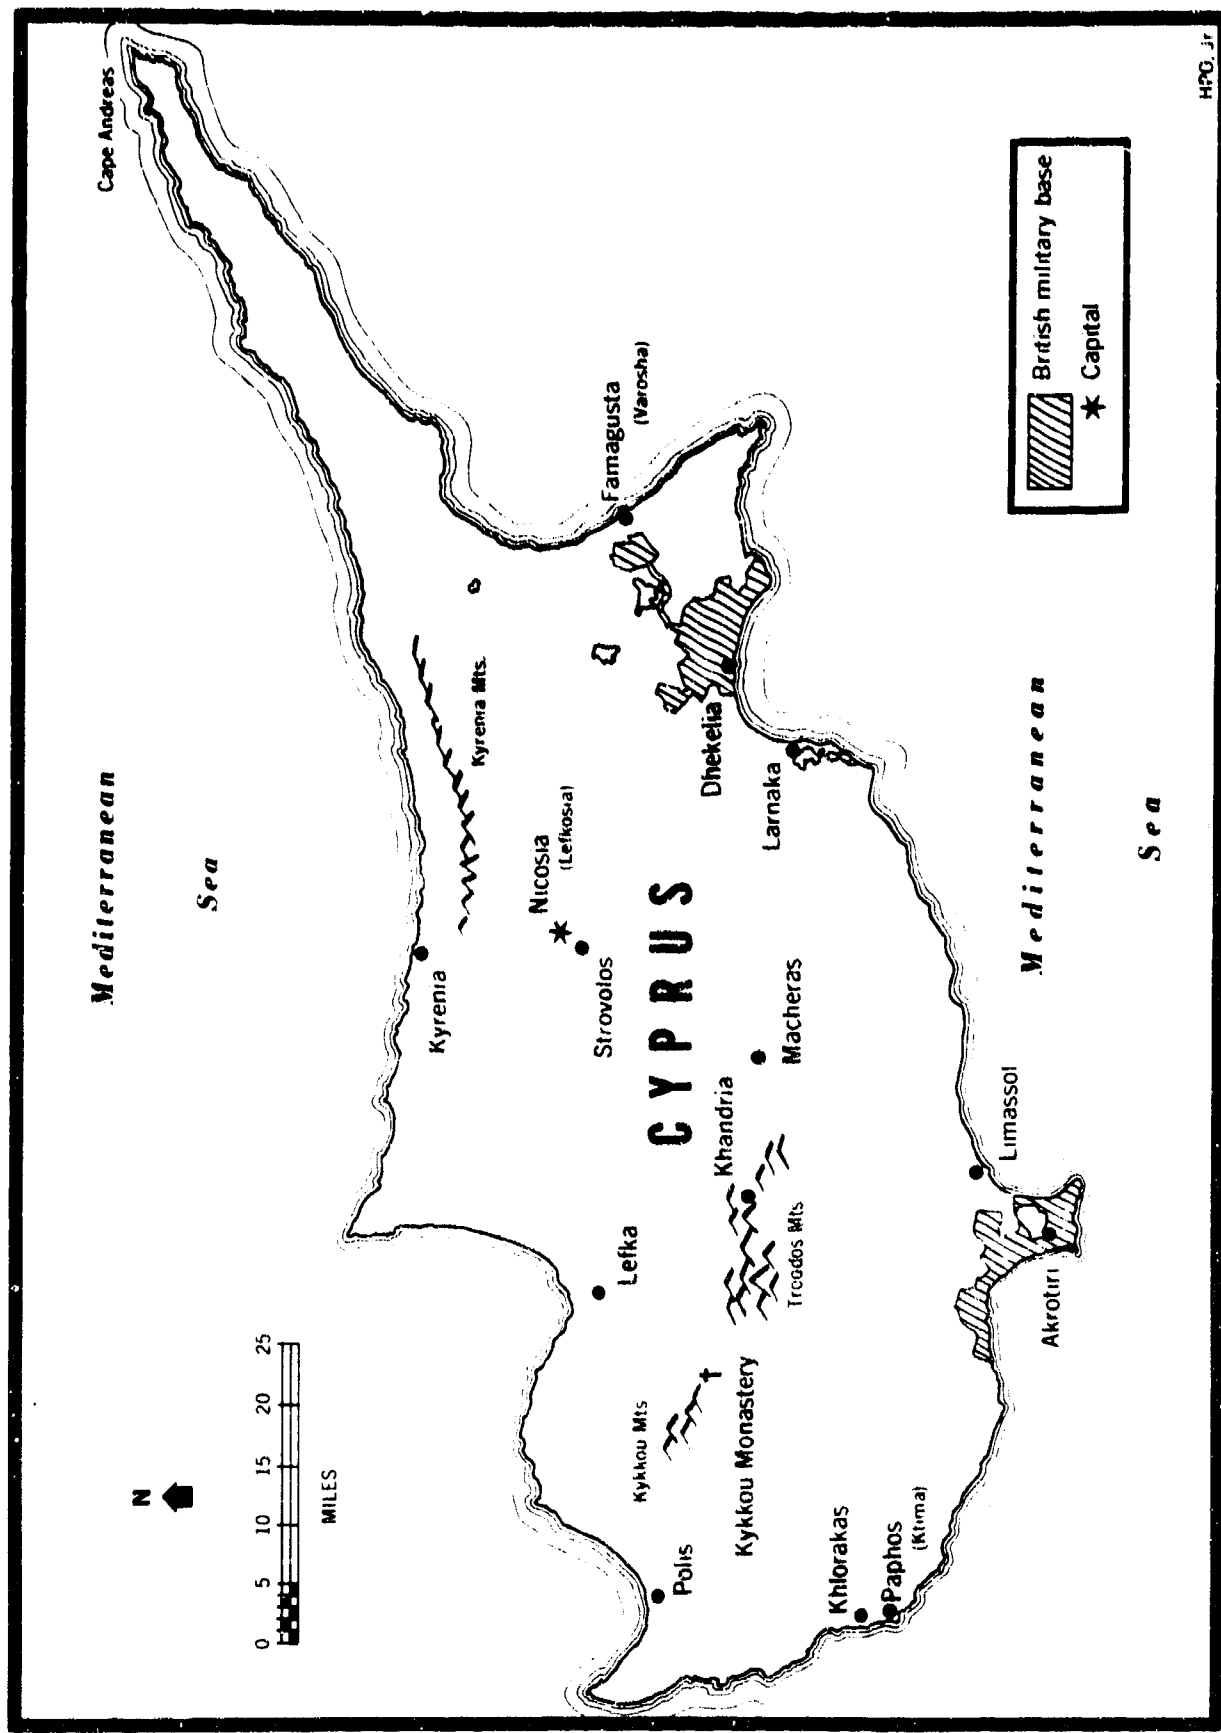 Cape Andreas
Mediterranean
Sea
N
0 5 10 15 20 25
MILES
Kyrenia
Kyrenia Mts.
Nicosia
(Lefkosia)
Strovolos
Famagusta
(Varosha)
Lefka
CYPRUS
Polis
Kykkou Mts
Kykkou Monastery
Khandria
Troodos Mts
Macheras
Dhekelia
Larnaka
Khlorakas
Paphos
(Ktima)
Limassol
Akrotiri
Mediterranean
Sea
British military base
Capital
HPG, Jr